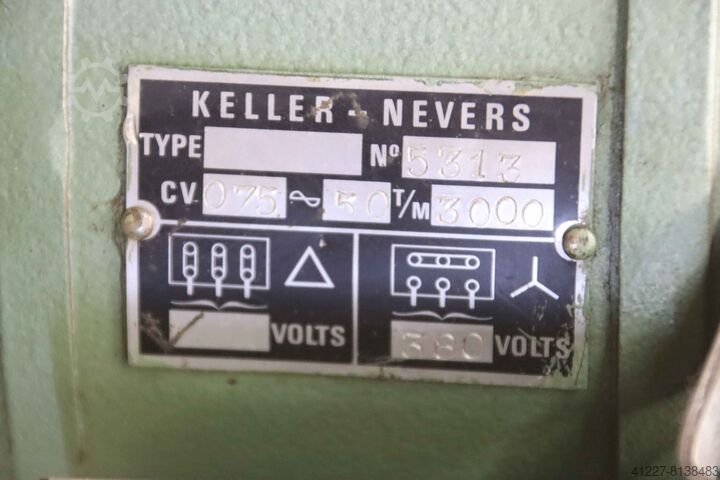 KELLER - NEVERS
TYPE Nº 5313
CV 075 ~ 50 T/M 3000
VOLTS 380 VOLTS
41227-8138483